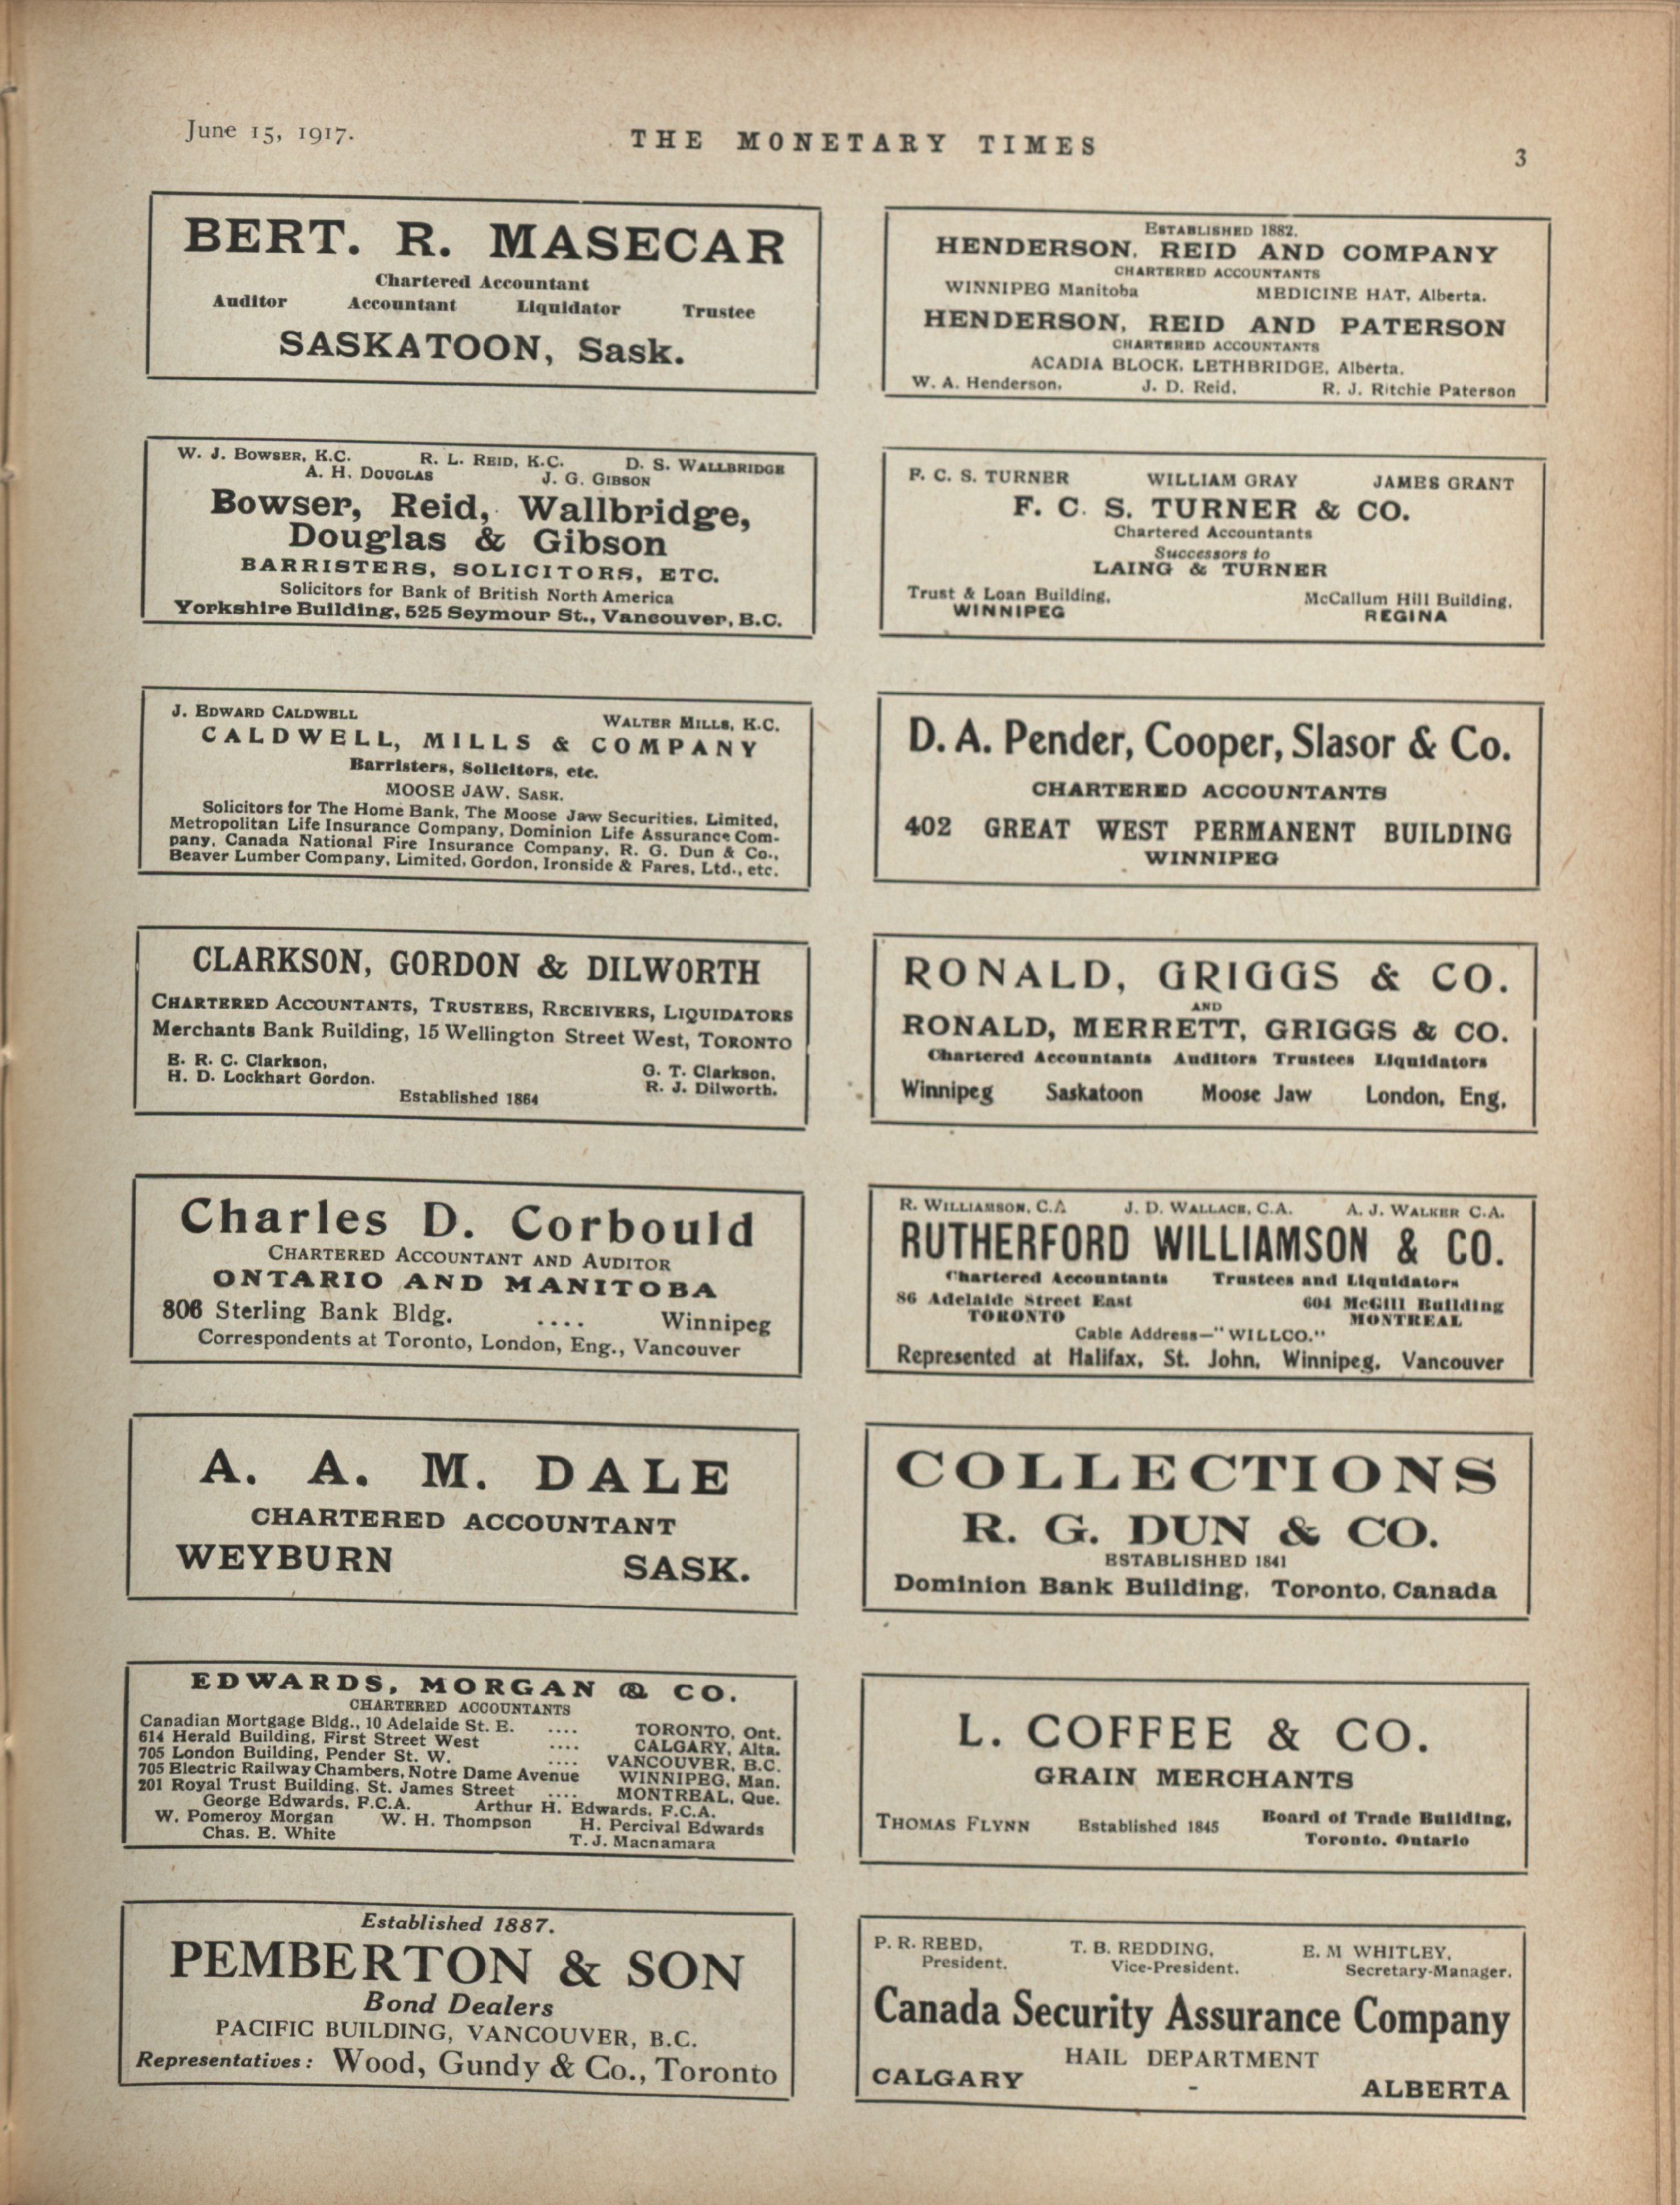 June 15, 1917.
THE MONETARY TIMES
3
BERT. R. MASECAR
Chartered Accountant
Auditor Accountant Liquidator Trustee
SASKATOON, Sask.
W. J. BOWSER, K.C. R. L. REID, K.C. D. S. WALLBRIDGE
A. H. DOUGLAS J. G. GIBSON
Bowser, Reid, Wallbridge,
Douglas & Gibson
BARRISTERS, SOLICITORS, ETC.
Solicitors for Bank of British North America
Yorkshire Building, 525 Seymour St., Vancouver, B.C.
J. EDWARD CALDWELL WALTER MILLS, K.C.
CALDWELL, MILLS & COMPANY
Barristers, Solicitors, etc.
MOOSE JAW. SASK.
Solicitors for The Home Bank, The Moose Jaw Securities, Limited,
Metropolitan Life Insurance Company, Dominion Life Assurance Com-
pany, Canada National Fire Insurance Company, R. G. Dun & Co.,
Beaver Lumber Company, Limited, Gordon, Ironside & Fares, Ltd., etc.
CLARKSON, GORDON & DILWORTH
CHARTERED ACCOUNTANTS, TRUSTEES, RECEIVERS, LIQUIDATORS
Merchants Bank Building, 15 Wellington Street West, TORONTO
E. R. C. Clarkson, G. T. Clarkson.
H. D. Lockhart Gordon. R. J. Dilworth.
Established 1864
Charles D. Corbould
CHARTERED ACCOUNTANT AND AUDITOR
ONTARIO AND MANITOBA
806 Sterling Bank Bldg. .... Winnipeg
Correspondents at Toronto, London, Eng., Vancouver
A. A. M. DALE
CHARTERED ACCOUNTANT
WEYBURN SASK.
EDWARDS, MORGAN & CO.
CHARTERED ACCOUNTANTS
Canadian Mortgage Bldg., 10 Adelaide St. E. .... TORONTO, Ont.
614 Herald Building, First Street West .... CALGARY, Alta.
705 London Building, Pender St. W. .... VANCOUVER, B.C.
705 Electric Railway Chambers, Notre Dame Avenue WINNIPEG, Man.
201 Royal Trust Building, St. James Street .... MONTREAL, Que.
George Edwards, F.C.A. Arthur H. Edwards, F.C.A.
W. Pomeroy Morgan W. H. Thompson H. Percival Edwards
Chas. E. White T. J. Macnamara
Established 1887.
PEMBERTON & SON
Bond Dealers
PACIFIC BUILDING, VANCOUVER, B.C.
Representatives: Wood, Gundy & Co., Toronto
ESTABLISHED 1882.
HENDERSON, REID AND COMPANY
CHARTERED ACCOUNTANTS
WINNIPEG Manitoba MEDICINE HAT, Alberta.
HENDERSON, REID AND PATERSON
CHARTERED ACCOUNTANTS
ACADIA BLOCK, LETHBRIDGE, Alberta.
W. A. Henderson. J. D. Reid. R. J. Ritchie Paterson
F. C. S. TURNER WILLIAM GRAY JAMES GRANT
F. C. S. TURNER & CO.
Chartered Accountants
Successors to
LAING & TURNER
Trust & Loan Building, McCallum Hill Building,
WINNIPEG REGINA
D. A. Pender, Cooper, Slasor & Co.
CHARTERED ACCOUNTANTS
402 GREAT WEST PERMANENT BUILDING
WINNIPEG
RONALD, GRIGGS & CO.
AND
RONALD, MERRETT, GRIGGS & CO.
Chartered Accountants Auditors Trustees Liquidators
Winnipeg Saskatoon Moose Jaw London, Eng.
R. WILLIAMSON, C.A. J. D. WALLACE, C.A. A. J. WALKER C.A.
RUTHERFORD WILLIAMSON & CO.
Chartered Accountants Trustees and Liquidators
86 Adelaide Street East 604 McGill Building
TORONTO MONTREAL
Cable Address—"WILLCO."
Represented at Halifax, St. John, Winnipeg, Vancouver
COLLECTIONS
R. G. DUN & CO.
ESTABLISHED 1841
Dominion Bank Building, Toronto, Canada
L. COFFEE & CO.
GRAIN MERCHANTS
THOMAS FLYNN Established 1845 Board of Trade Building,
Toronto, Ontario
P. R. REED, T. B. REDDING, E. M WHITLEY,
President. Vice-President. Secretary-Manager.
Canada Security Assurance Company
HAIL DEPARTMENT
CALGARY - ALBERTA